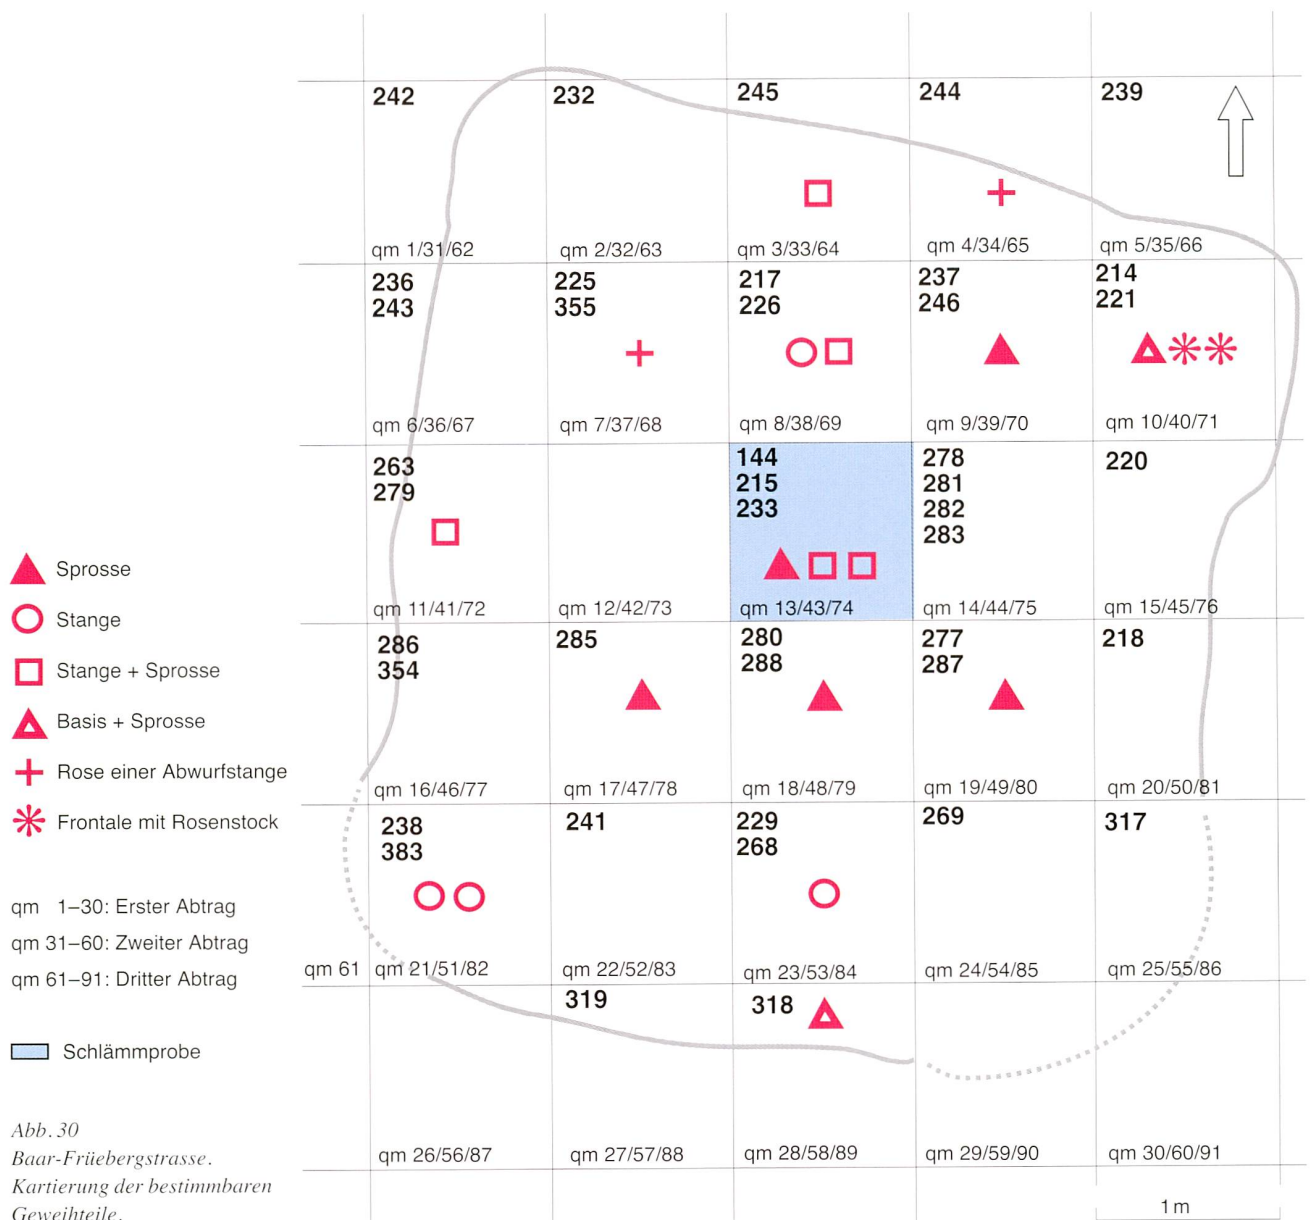 242
232
245
244
239
qm 1/31/62
qm 2/32/63
qm 3/33/64
qm 4/34/65
qm 5/35/66
236
243
225
355
217
226
237
246
214
221
qm 6/36/67
qm 7/37/68
qm 8/38/69
qm 9/39/70
qm 10/40/71
263
279
144
215
233
278
281
282
283
220
qm 11/41/72
qm 12/42/73
qm 13/43/74
qm 14/44/75
qm 15/45/76
286
354
285
280
288
277
287
218
qm 16/46/77
qm 17/47/78
qm 18/48/79
qm 19/49/80
qm 20/50/81
238
383
241
229
268
269
317
qm 61
qm 21/51/82
qm 22/52/83
qm 23/53/84
qm 24/54/85
qm 25/55/86
319
318
qm 26/56/87
qm 27/57/88
qm 28/58/89
qm 29/59/90
qm 30/60/91
1 m
Sprosse
Stange
Stange + Sprosse
Basis + Sprosse
Rose einer Abwurfstange
Frontale mit Rosenstock
qm 1–30: Erster Abtrag
qm 31–60: Zweiter Abtrag
qm 61–91: Dritter Abtrag
Schlämmprobe
Abb. 30
Baar-Früebergstrasse.
Kartierung der bestimmbaren
Geweihteile.